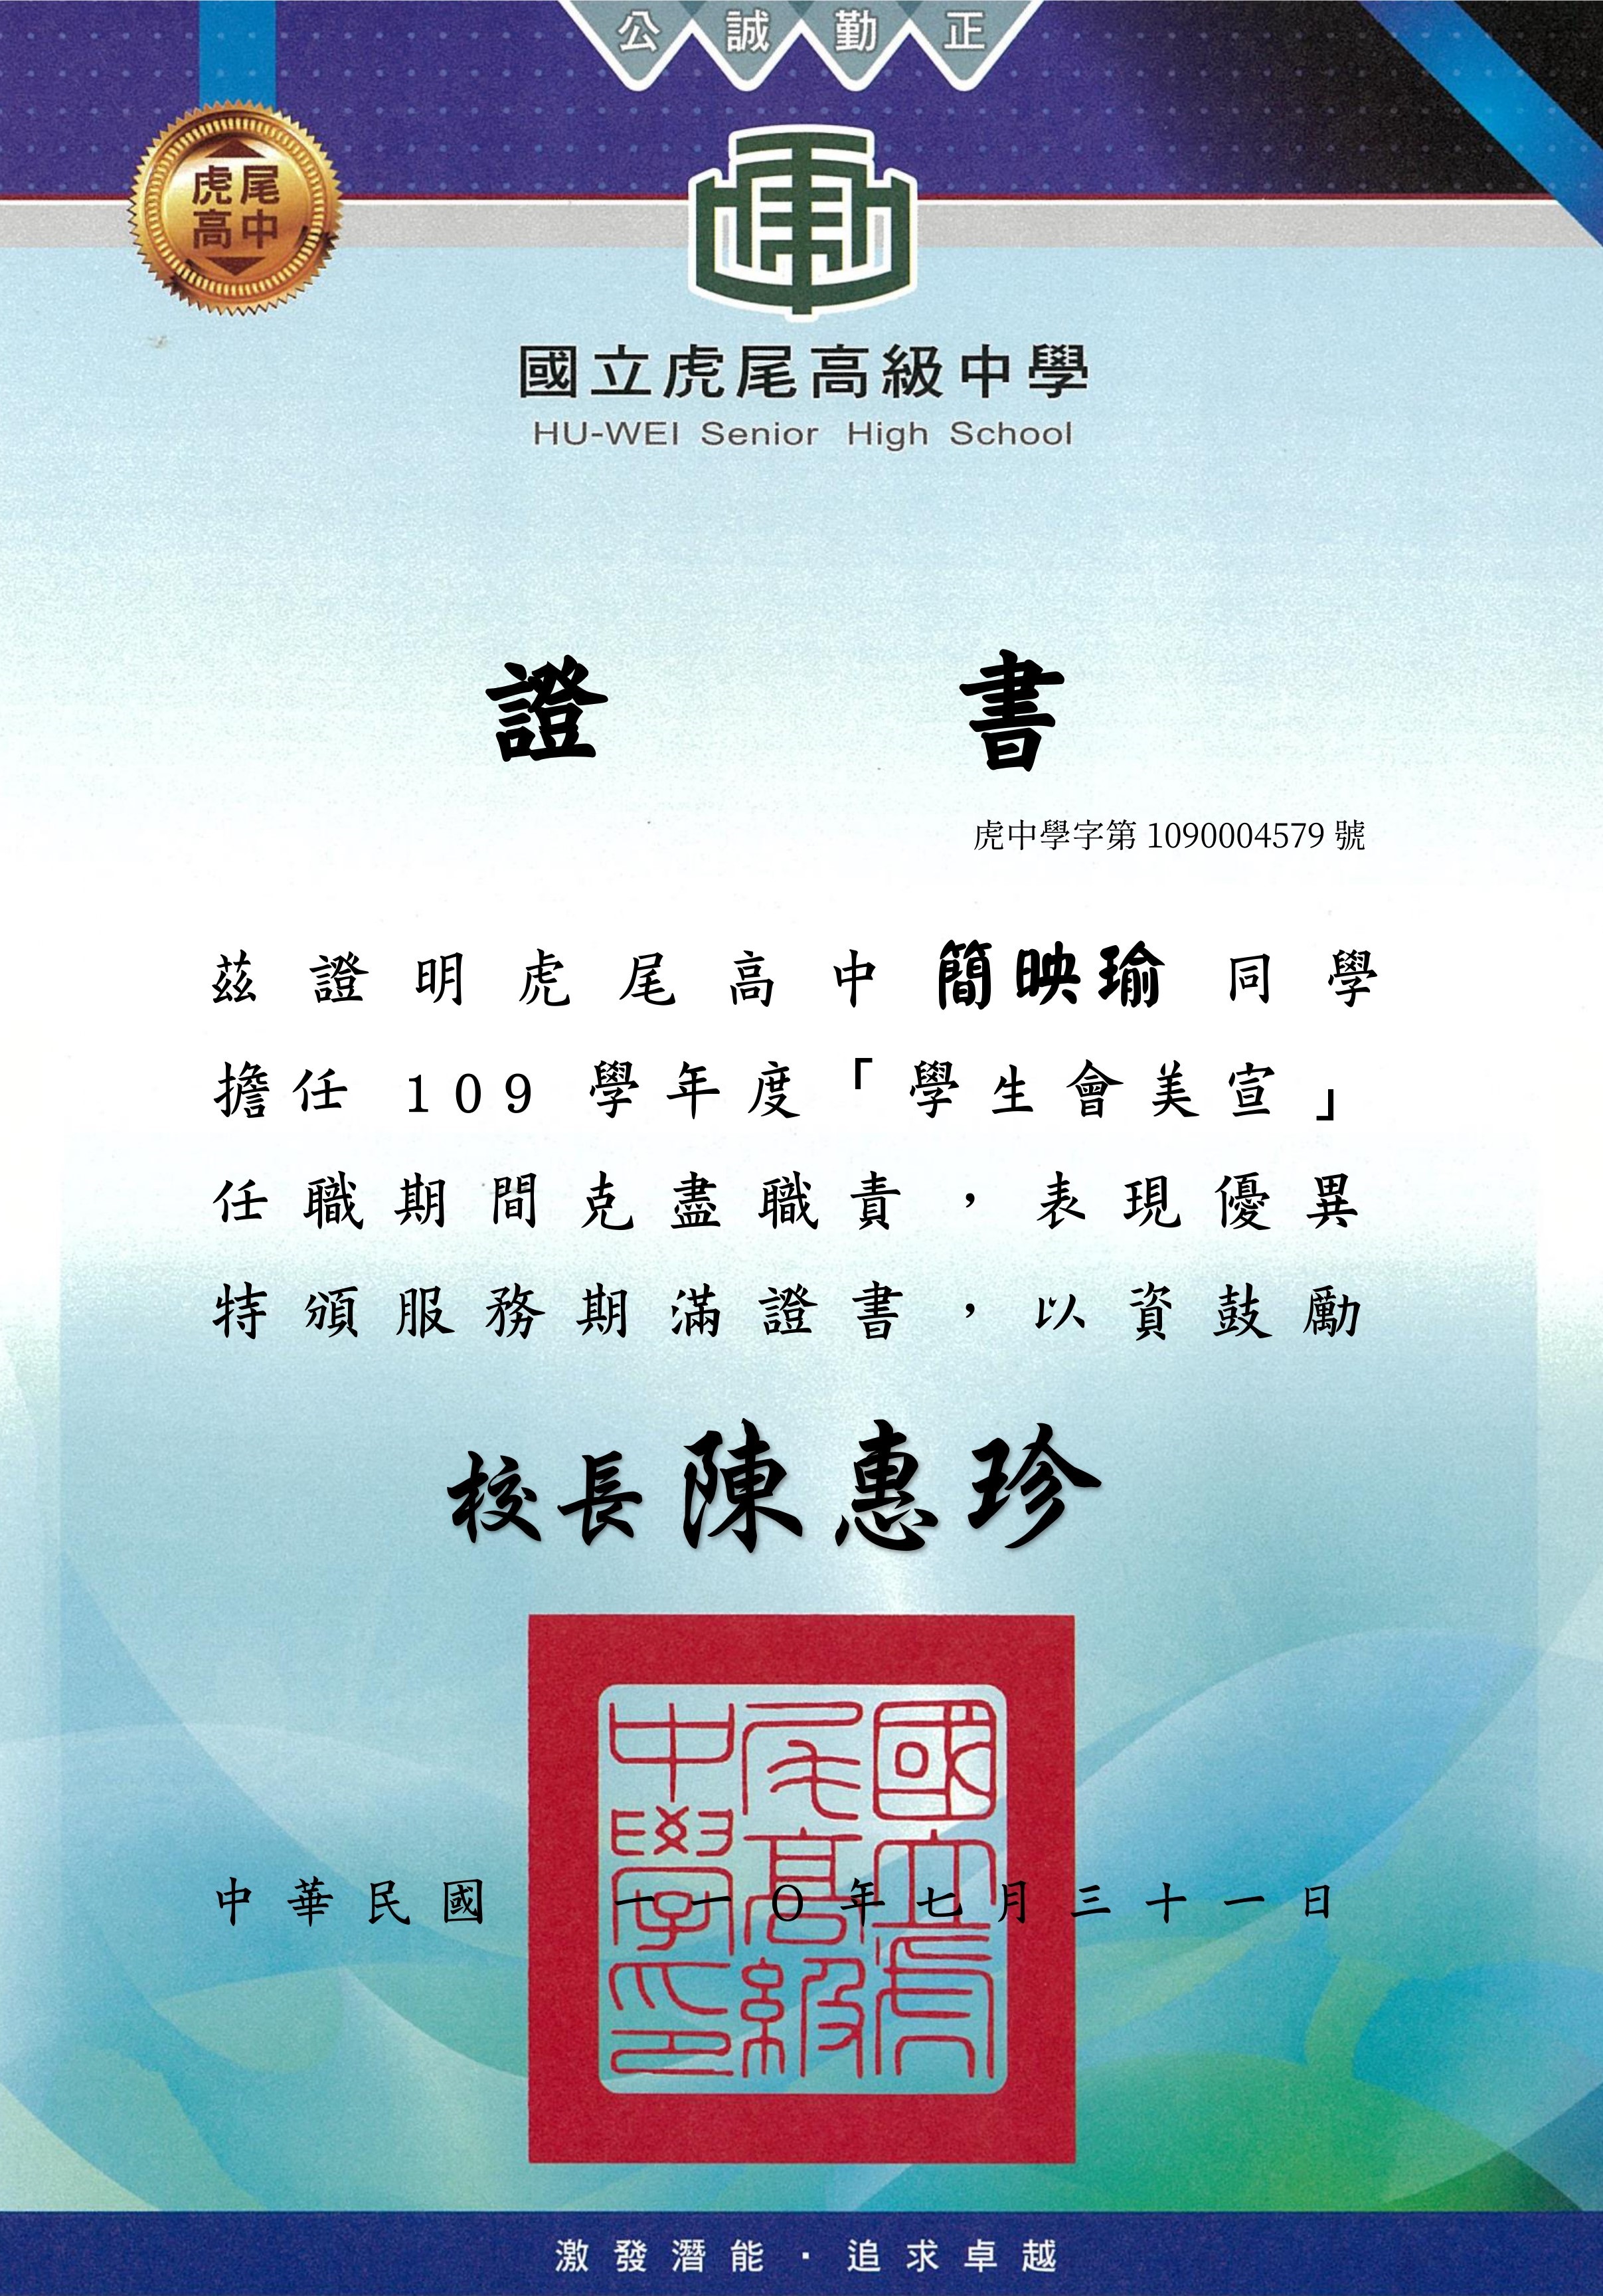 公誠勤正
虎尾
高中
國立虎尾高級中學
HU-WEI Senior High School
證書
虎中學字第 1090004579 號
茲證明虎尾高中簡映瑜同學
擔任 109 學年度「學生會美宣」
任職期間克盡職責，表現優異
特頒服務期滿證書，以資鼓勵
校長陳惠珍
國立虎
尾高級
中學印
中華民國 一一〇年七月三十一日
激發潛能・追求卓越